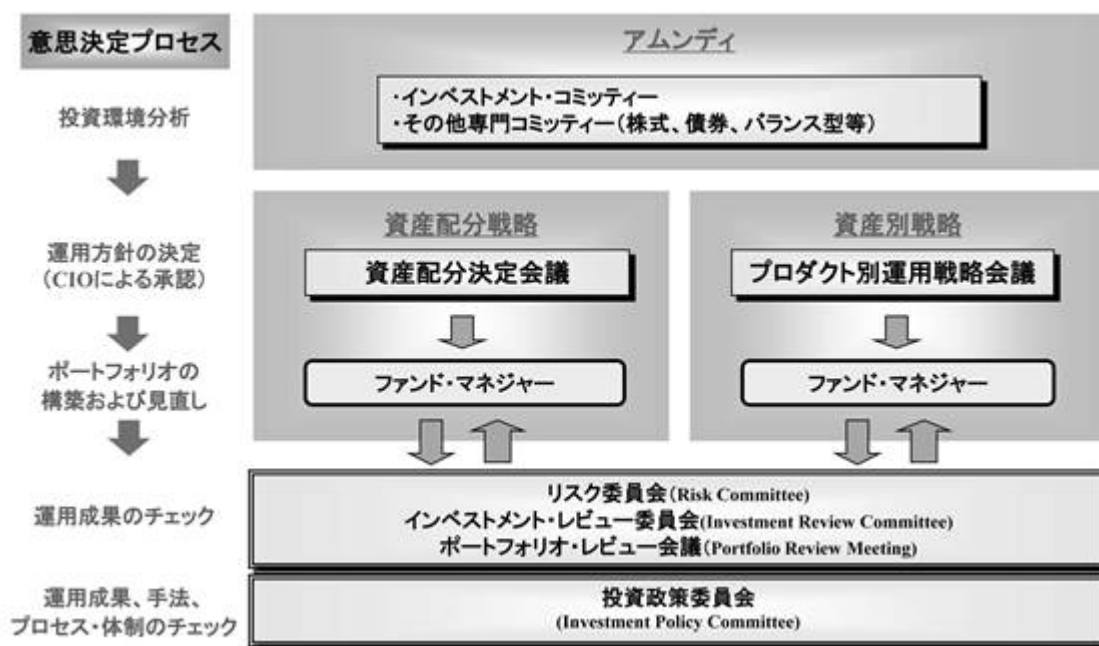 意思決定プロセス
アムンディ
投資環境分析
・インベストメント・コミッティー
・その他専門コミッティー(株式、債券、バランス型等)
資産配分戦略
資産別戦略
運用方針の決定
(CIOによる承認)
資産配分決定会議
プロダクト別運用戦略会議
ポートフォリオの
構築および見直し
ファンド・マネジャー
ファンド・マネジャー
運用成果のチェック
リスク委員会(Risk Committee)
インベストメント・レビュー委員会(Investment Review Committee)
ポートフォリオ・レビュー会議(Portfolio Review Meeting)
運用成果、手法、
プロセス・体制のチェック
投資政策委員会
(Investment Policy Committee)